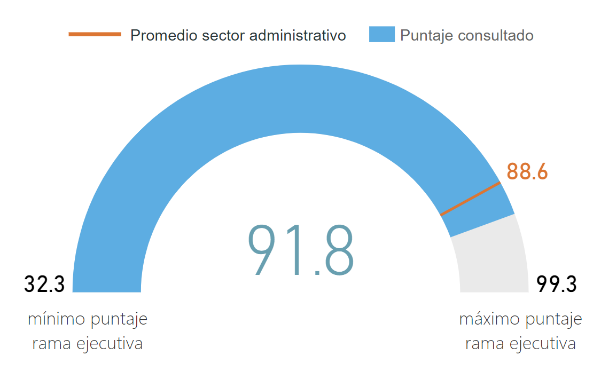 Promedio sector administrativo
Puntaje consultado
88.6
91.8
32.3
99.3
mínimo puntaje
rama ejecutiva
máximo puntaje
rama ejecutiva